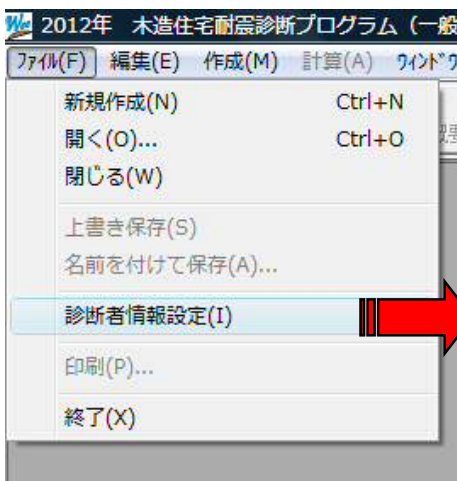 2012年 木造住宅耐震診断プログラム（一般
ﾌｧｲﾙ(F) 編集(E) 作成(M) 計算(A) ｳｨﾝﾄﾞｳ
新規作成(N) Ctrl+N
開く(O)... Ctrl+O
閉じる(W)
上書き保存(S)
名前を付けて保存(A)...
診断者情報設定(I)
印刷(P)...
終了(X)